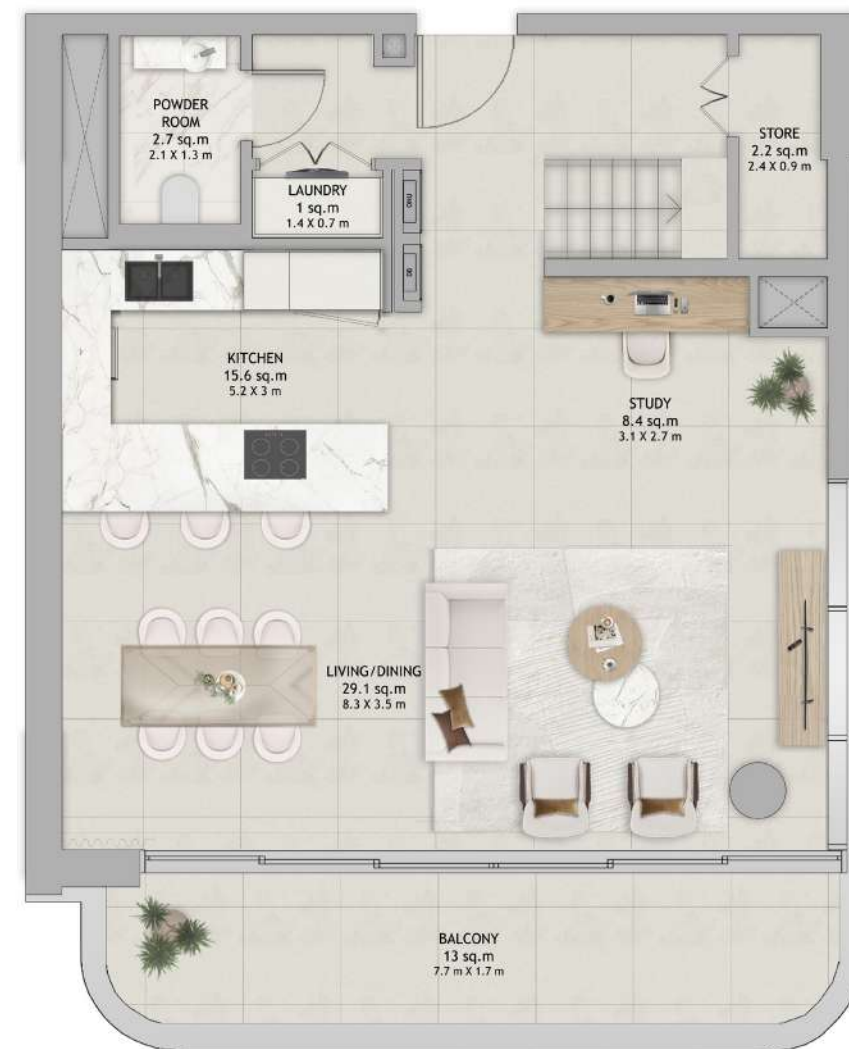 POWDER
ROOM
2.7 sq.m
2.1 X 1.3 m
STORE
2.2 sq.m
2.4 X 0.9 m
LAUNDRY
1 sq.m
1.4 X 0.7 m
KITCHEN
15.6 sq.m
5.2 X 3 m
STUDY
8.4 sq.m
3.1 X 2.7 m
LIVING/DINING
29.1 sq.m
8.3 X 3.5 m
BALCONY
13 sq.m
7.7 m X 1.7 m